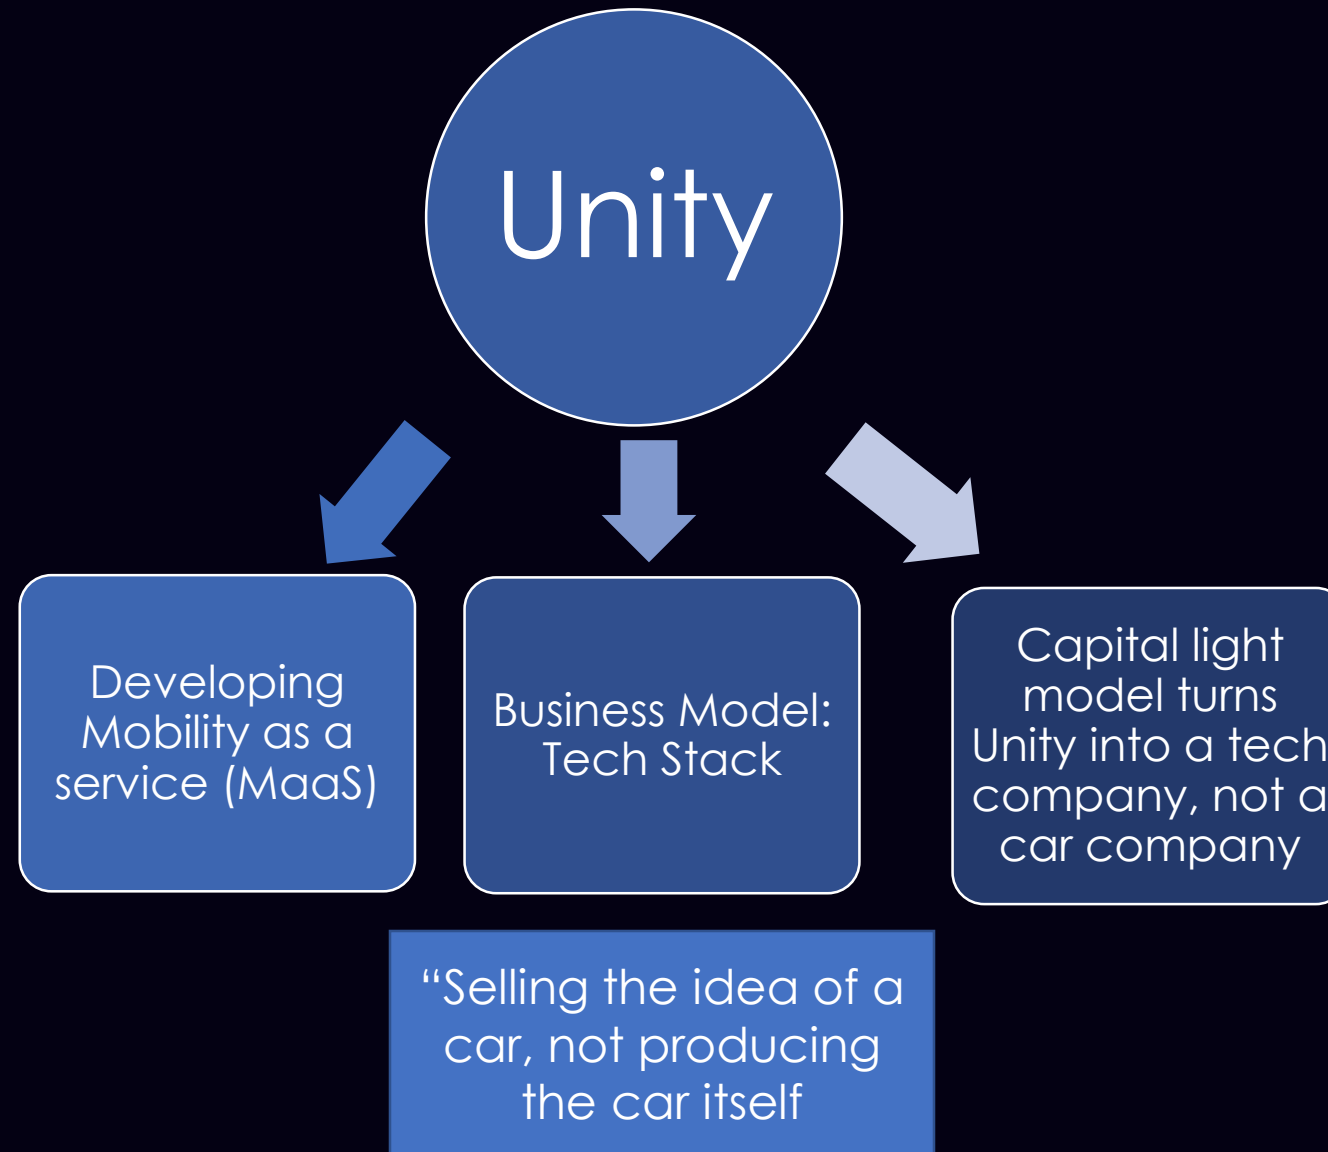 Unity
Developing
Mobility as a
service (MaaS)
Business Model:
Tech Stack
Capital light
model turns
Unity into a tech
company, not a
car company
“Selling the idea of a
car, not producing
the car itself